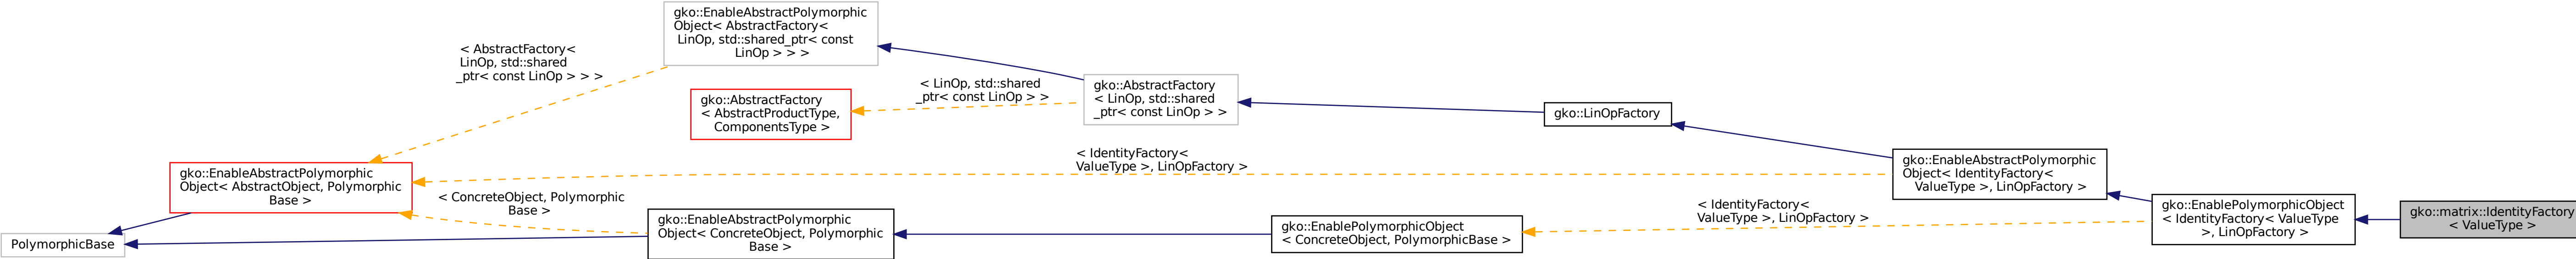 gko::EnableAbstractPolymorphic
Object< AbstractFactory<
LinOp, std::shared_ptr< const
LinOp > > >
< AbstractFactory<
LinOp, std::shared
_ptr< const LinOp > > >
gko::AbstractFactory
< AbstractProductType,
ComponentsType >
< LinOp, std::shared
_ptr< const LinOp > >
gko::AbstractFactory
< LinOp, std::shared
_ptr< const LinOp > >
gko::LinOpFactory
gko::EnableAbstractPolymorphic
Object< AbstractObject, Polymorphic
Base >
< IdentityFactory<
ValueType >, LinOpFactory >
gko::EnableAbstractPolymorphic
Object< IdentityFactory<
ValueType >, LinOpFactory >
< ConcreteObject, Polymorphic
Base >
PolymorphicBase
gko::EnableAbstractPolymorphic
Object< ConcreteObject, Polymorphic
Base >
gko::EnablePolymorphicObject
< ConcreteObject, PolymorphicBase >
< IdentityFactory<
ValueType >, LinOpFactory >
gko::EnablePolymorphicObject
< IdentityFactory< ValueType
>, LinOpFactory >
gko::matrix::IdentityFactory
< ValueType >